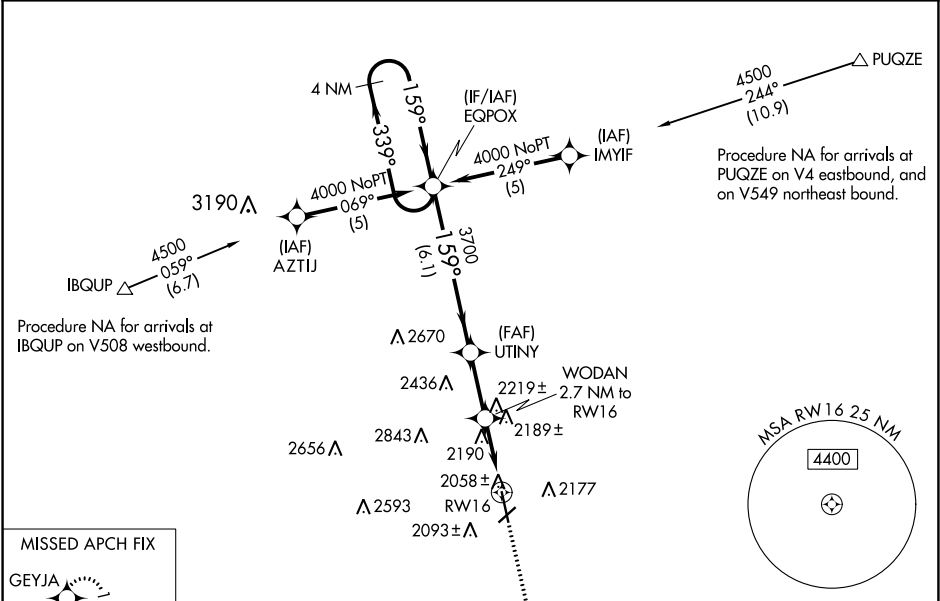 PUQZE
4500
244°
(10.9)
4 NM
159°
339°
(IF/IAF)
EQPOX
(IAF)
IMYIF
4000 NoPT
249°
(5)
Procedure NA for arrivals at
PUQZE on V4 eastbound, and
on V549 northeast bound.
3190
4000 NoPT
069°
(5)
(IAF)
AZTIJ
4500
059°
(6.7)
IBQUP
Procedure NA for arrivals at
IBQUP on V508 westbound.
3700
159°
(6.1)
2670
(FAF)
UTINY
2436
WODAN
2.7 NM to
RW16
2219±
2189±
2656
2843
2190
2058±
RW16
2177
2593
2093±
MSA RW16 25 NM
4400
MISSED APCH FIX
GEYJA